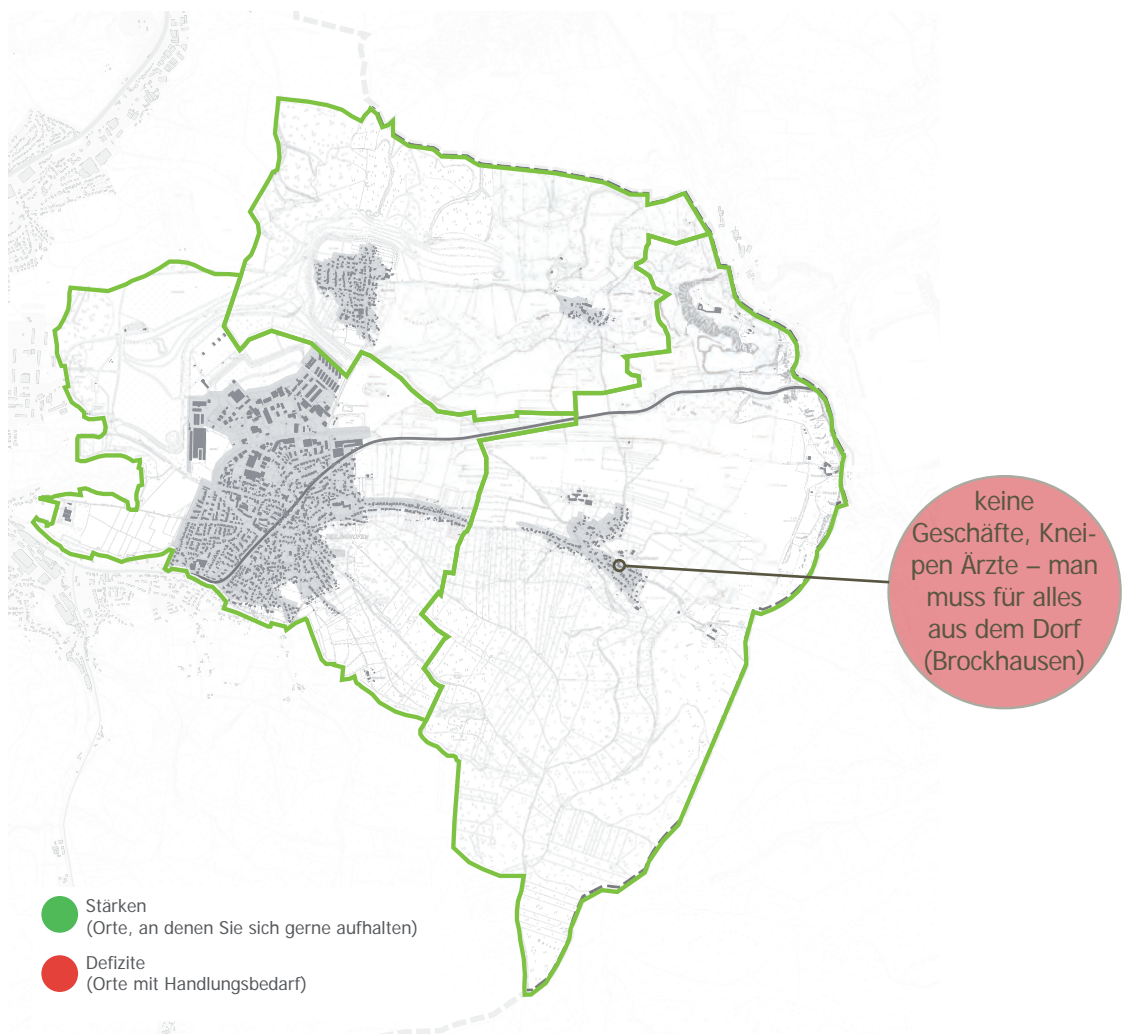 keine
Geschäfte, Knei-
pen Ärzte – man
muss für alles
aus dem Dorf
(Brockhausen)
Stärken
(Orte, an denen Sie sich gerne aufhalten)
Defizite
(Orte mit Handlungsbedarf)